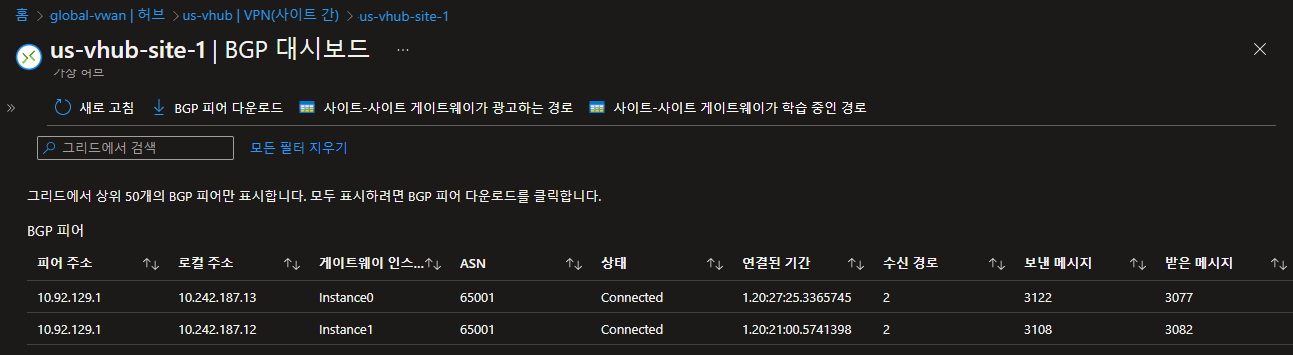 홈 > global-vwan | 허브 > us-vhub | VPN(사이트 간) > us-vhub-site-1
us-vhub-site-1 | BGP 대시보드 ...
가상 허브
새로 고침 BGP 피어 다운로드 사이트-사이트 게이트웨이가 광고하는 경로 사이트-사이트 게이트웨이가 학습 중인 경로
그리드에서 검색 모든 필터 지우기
그리드에서 상위 50개의 BGP 피어만 표시합니다. 모두 표시하려면 BGP 피어 다운로드를 클릭합니다.
BGP 피어
피어 주소 로컬 주소 게이트웨이 인스... ASN 상태 연결된 기간 수신 경로 보낸 메시지 받은 메시지
10.92.129.1 10.242.187.13 Instance0 65001 Connected 1.20:27:25.3365745 2 3122 3077
10.92.129.1 10.242.187.12 Instance1 65001 Connected 1.20:21:00.5741398 2 3108 3082